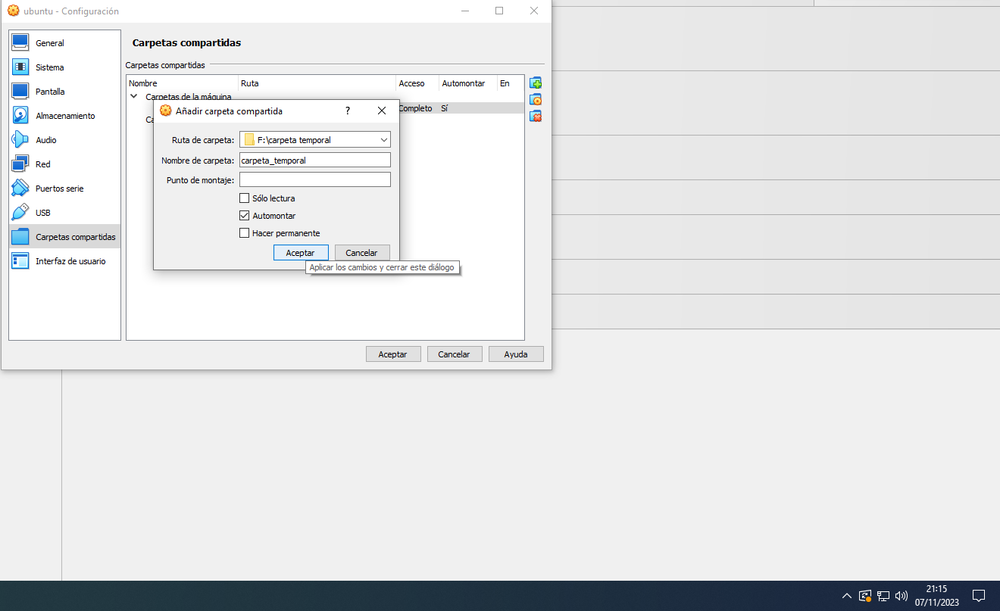 ubuntu - Configuración
General
Sistema
Pantalla
Almacenamiento
Audio
Red
Puertos serie
USB
Carpetas compartidas
Interfaz de usuario
Carpetas compartidas
Carpetas compartidas
Nombre Ruta Acceso Automontar En
Carpetas de la máquina
Completo Sí
Ca
Añadir carpeta compartida ?
Ruta de carpeta: F:\carpeta temporal
Nombre de carpeta: carpeta_temporal
Punto de montaje:
Sólo lectura
Automontar
Hacer permanente
Aceptar Cancelar
Aplicar los cambios y cerrar este diálogo
Aceptar Cancelar Ayuda
21:15
07/11/2023